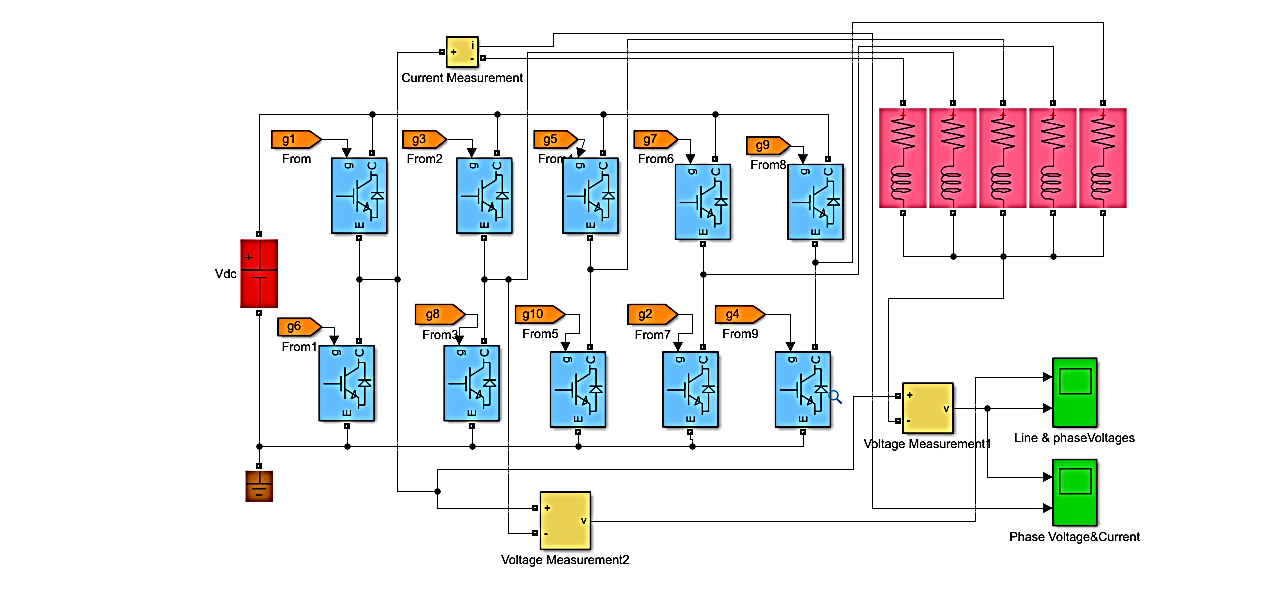 i
+
-
Current Measurement
g1
g3
g5
g7
g9
From
From2
From4
From6
From8
g C
g C
g C
g C
g C
E
E
E
E
E
+
Vdc
g6
g8
g10
g2
g4
From1
From3
From5
From7
From9
g C
g C
g C
g C
g C
E
E
E
E
E
+ + + + +
+
v
-
Voltage Measurement1
Line & phaseVoltages
+
v
-
Voltage Measurement2
Phase Voltage&Current